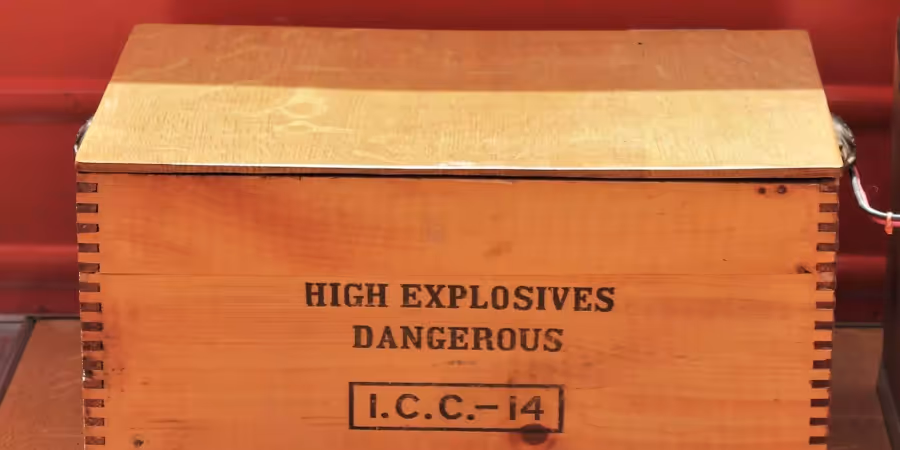 HIGH EXPLOSIVES
DANGEROUS
I.C.C.-14